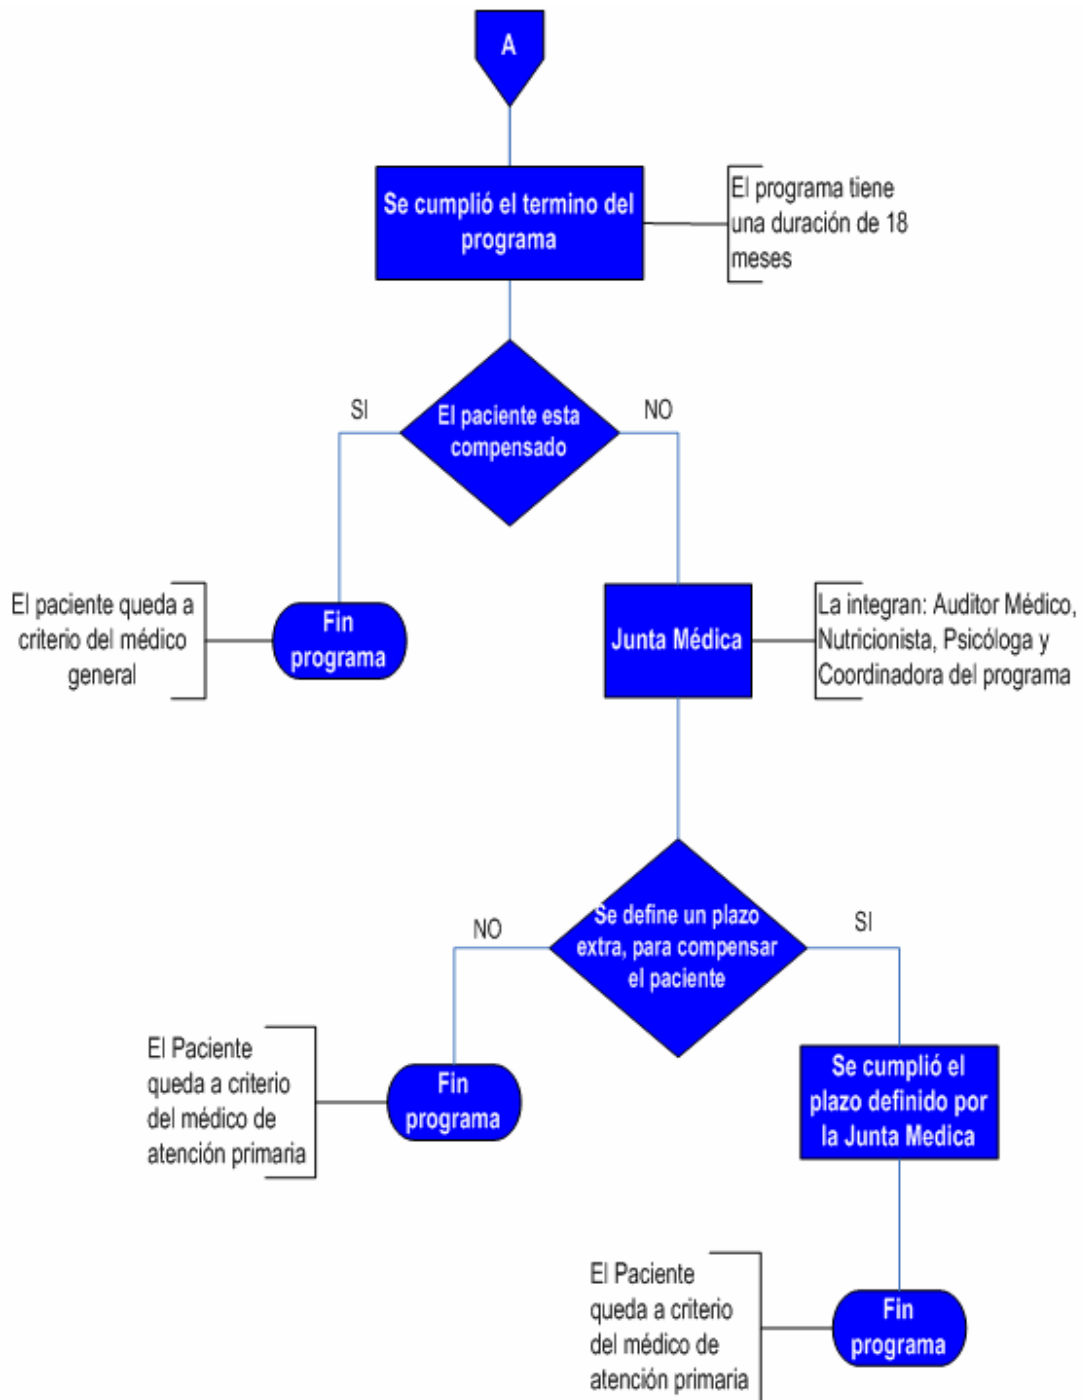 A
Se cumplió el termino del
programa
El programa tiene
una duración de 18
meses
El paciente esta
compensado
SI
NO
El paciente queda a
criterio del médico
general
Fin
programa
Junta Médica
La integran: Auditor Médico,
Nutricionista, Psicóloga y
Coordinadora del programa
Se define un plazo
extra, para compensar
el paciente
NO
SI
El Paciente
queda a criterio
del médico de
atención primaria
Fin
programa
Se cumplió el
plazo definido por
la Junta Medica
El Paciente
queda a criterio
del médico de
atención primaria
Fin
programa